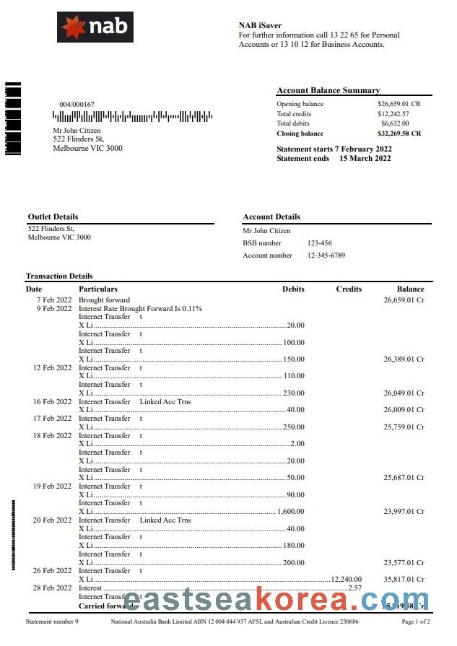 nab
NAB iSaver
For further information call 13 22 65 for Personal
Accounts or 13 10 12 for Business Accounts.
Account Balance Summary
Opening balance $26,659.01 CR
Total credits $12,242.57
Total debits $6,632.00
Closing balance $32,269.58 CR
Statement starts 7 February 2022
Statement ends 15 March 2022
004/000167
Mr John Citizen
522 Flinders St,
Melbourne VIC 3000
Outlet Details
522 Flinders St,
Melbourne VIC 3000
Account Details
Mr John Citizen
BSB number 123-456
Account number 12-345-6789
Transaction Details
Date Particulars Debits Credits Balance
7 Feb 2022 Brought forward 26,659.01 Cr
9 Feb 2022 Interest Rate Brought Forward Is 0.11%
Internet Transfer t
X Li 20.00
Internet Transfer t
X Li 100.00
Internet Transfer t
X Li 150.00 26,389.01 Cr
12 Feb 2022 Internet Transfer t
X Li 110.00
Internet Transfer t
X Li 230.00 26,049.01 Cr
16 Feb 2022 Internet Transfer Linked Acc Trns
X Li 40.00 26,009.01 Cr
17 Feb 2022 Internet Transfer t
X Li 250.00 25,759.01 Cr
18 Feb 2022 Internet Transfer t
X Li 2.00
Internet Transfer t
X Li 20.00
Internet Transfer t
X Li 50.00 25,687.01 Cr
19 Feb 2022 Internet Transfer t
X Li 90.00
Internet Transfer t
X Li 1,600.00 23,997.01 Cr
20 Feb 2022 Internet Transfer Linked Acc Trns
X Li 40.00
Internet Transfer t
X Li 180.00
Internet Transfer t
X Li 200.00 23,577.01 Cr
26 Feb 2022 Internet Transfer t
X Li 12,240.00 35,817.01 Cr
28 Feb 2022 Interest 2.57
Internet
Carried forward
eastseakorea.com
Statement number 9 National Australia Bank Limited ABN 12 004 044 937 AFSL and Australian Credit Licence 230686 Page 1 of 2